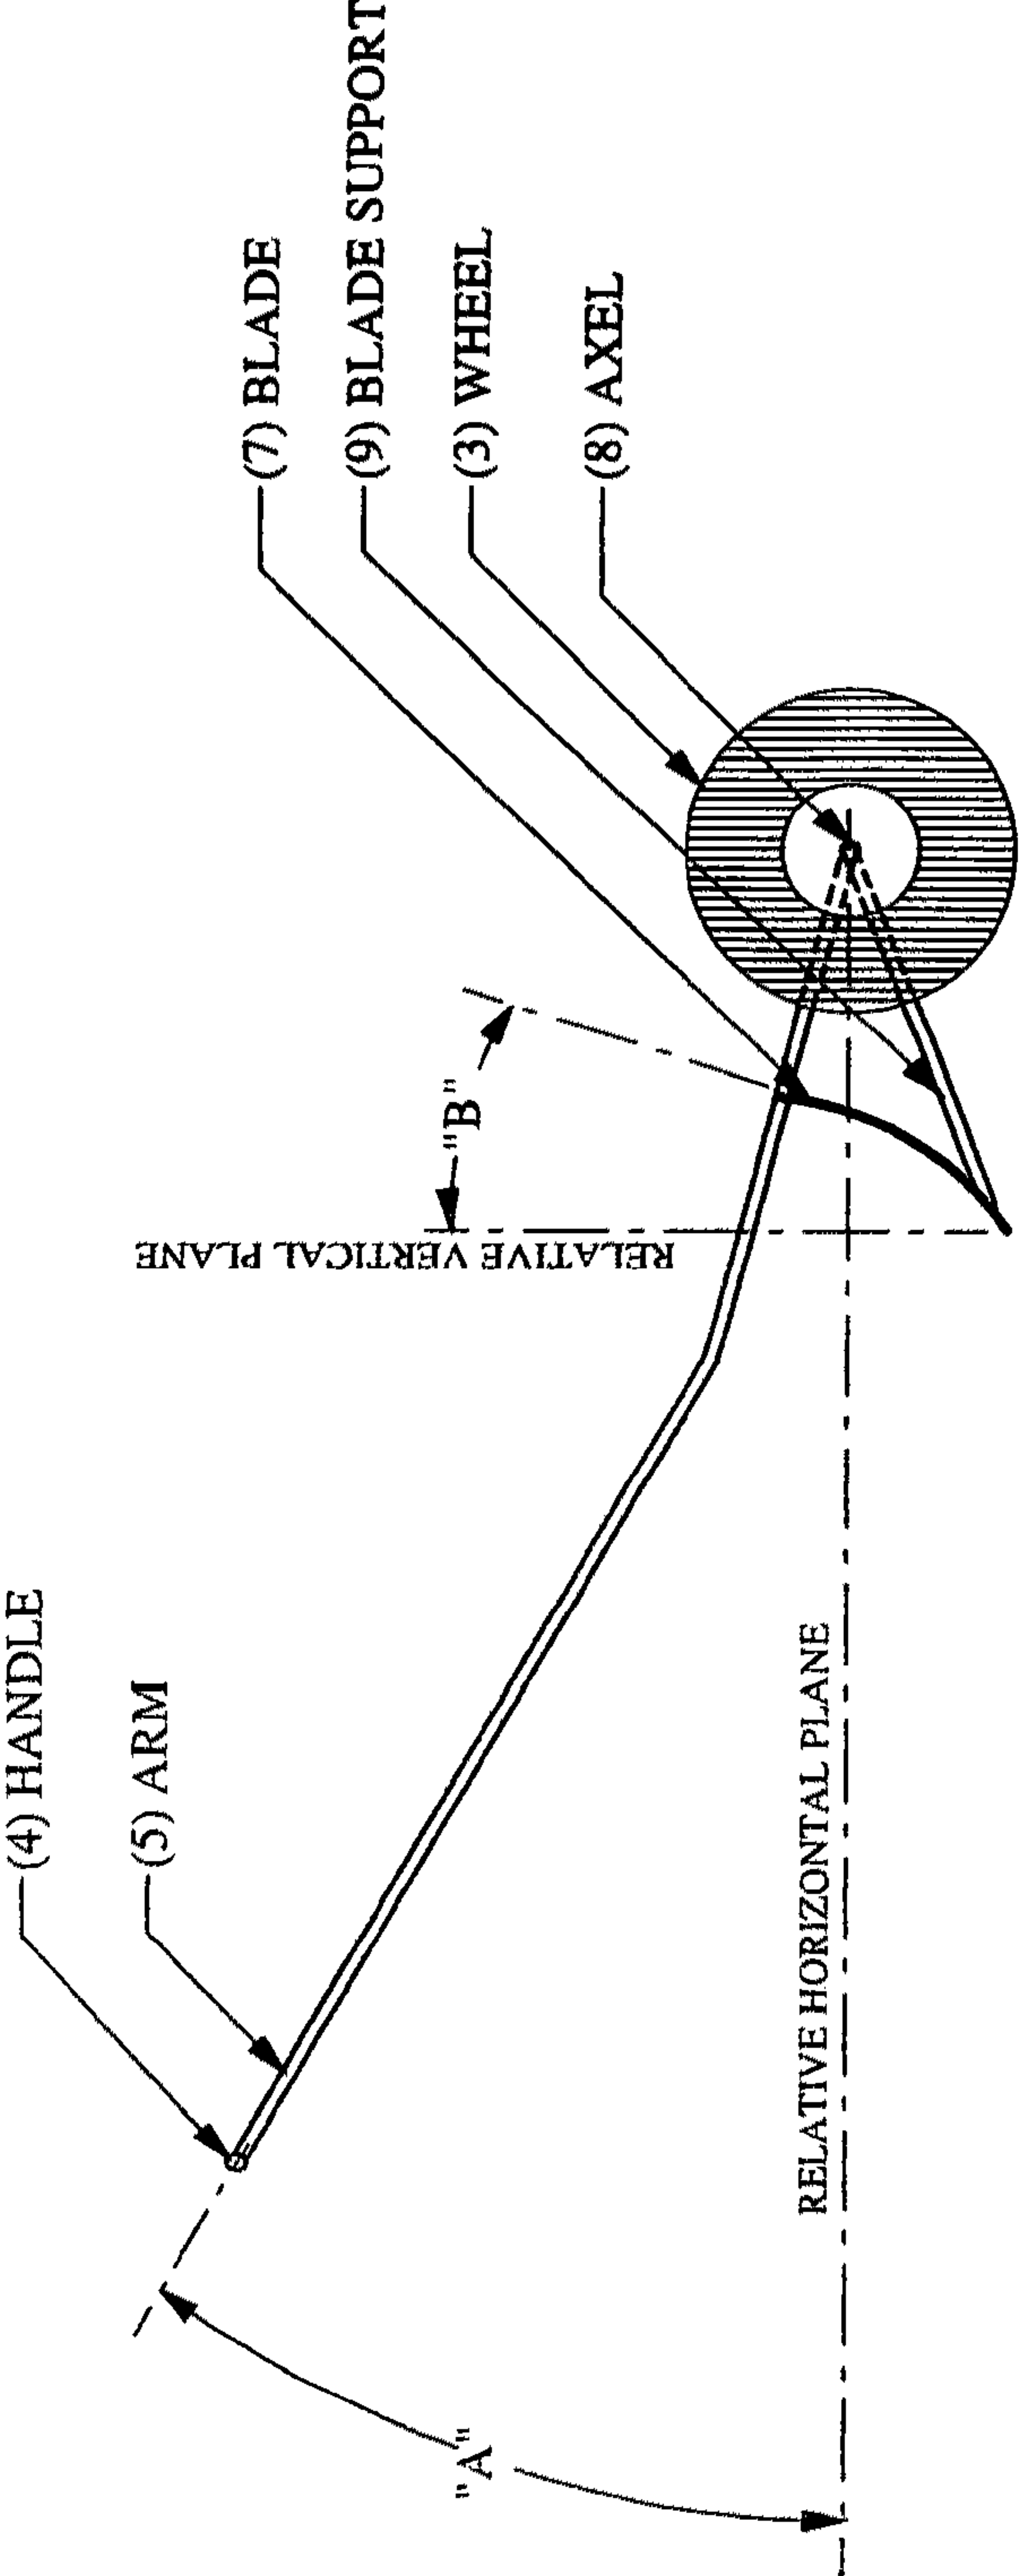 (4) HANDLE
(5) ARM
(7) BLADE
(9) BLADE SUPPORT
(3) WHEEL
(8) AXEL
"B"
RELATIVE VERTICAL PLANE
RELATIVE HORIZONTAL PLANE
"A"